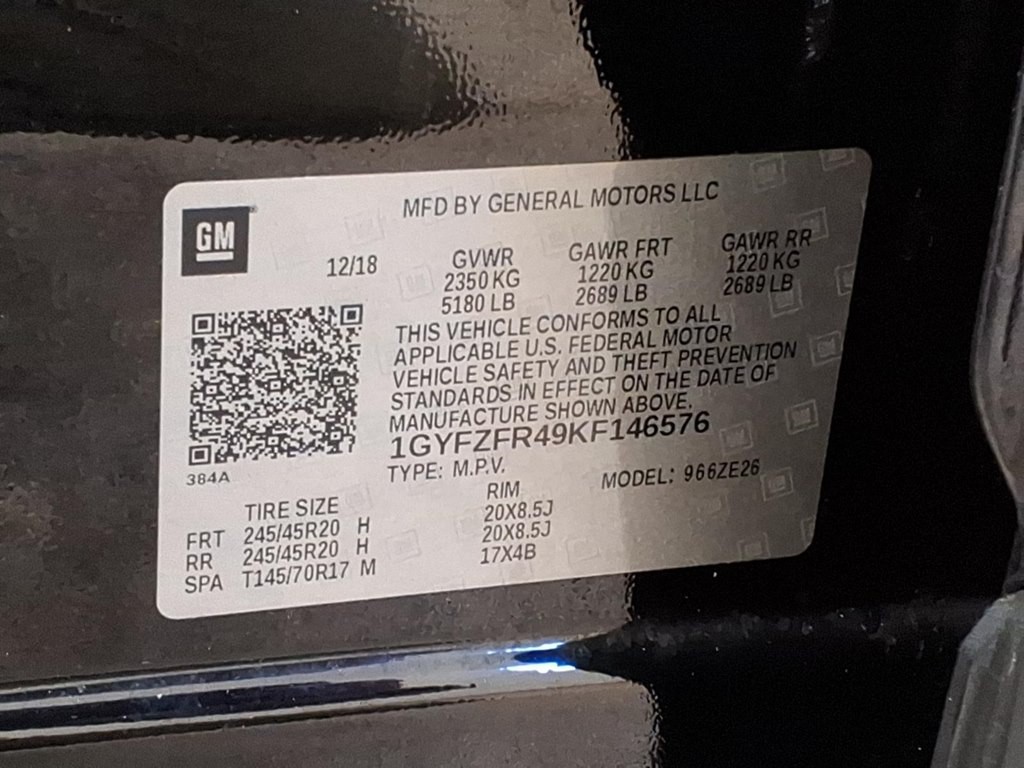 MFD BY GENERAL MOTORS LLC
GM
12/18
GVWR GAWR FRT GAWR RR
2350 KG 1220 KG 1220 KG
5180 LB 2689 LB 2689 LB
THIS VEHICLE CONFORMS TO ALL
APPLICABLE U.S. FEDERAL MOTOR
VEHICLE SAFETY AND THEFT PREVENTION
STANDARDS IN EFFECT ON THE DATE OF
MANUFACTURE SHOWN ABOVE.
1GYFZFR49KF146576
384A
TYPE: M.P.V. MODEL: 966ZE26
TIRE SIZE RIM
FRT 245/45R20 H 20X8.5J
RR 245/45R20 H 20X8.5J
SPA T145/70R17 M 17X4B